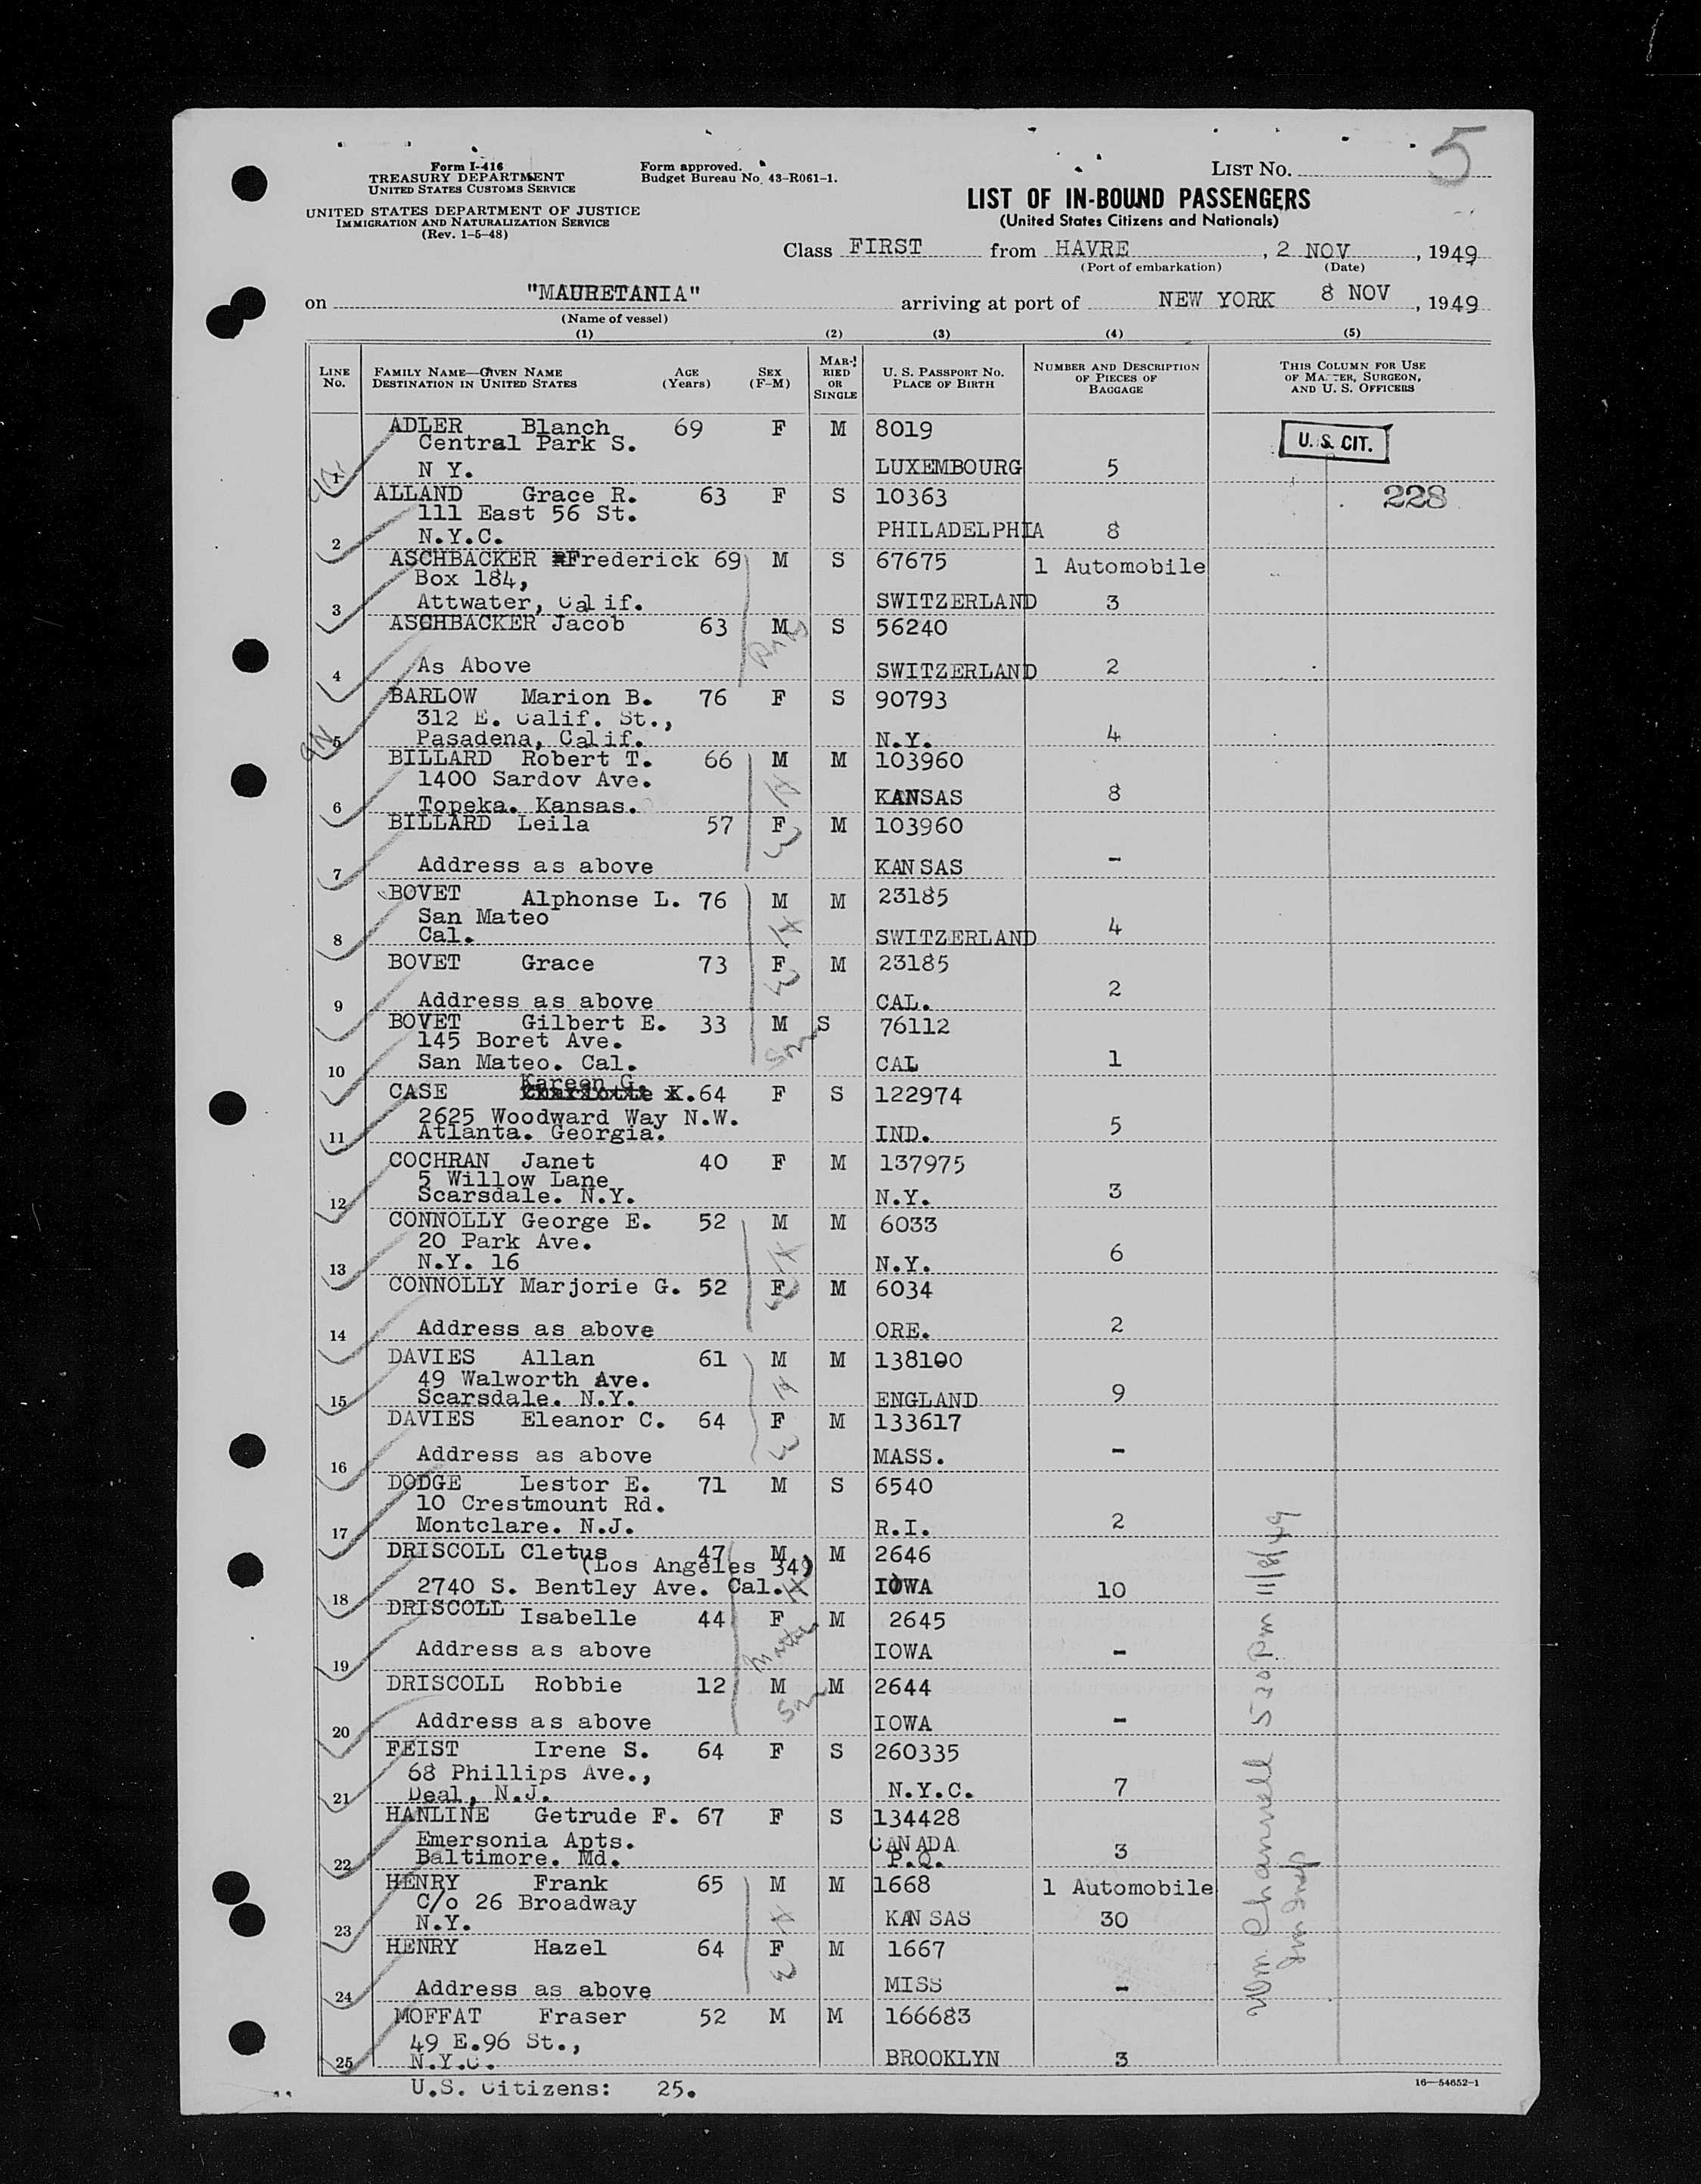 5
Form I-416
TREASURY DEPARTMENT
UNITED STATES CUSTOMS SERVICE
UNITED STATES DEPARTMENT OF JUSTICE
IMMIGRATION AND NATURALIZATION SERVICE
(Rev. 1-5-48)
Form approved.
Budget Bureau No. 43-R061-1.
LIST No.
LIST OF IN-BOUND PASSENGERS
(United States Citizens and Nationals)
Class FIRST from HAVRE, 2 NOV, 1949
(Port of embarkation) (Date)
on "MAURETANIA" arriving at port of NEW YORK 8 NOV, 1949
(Name of vessel)
(1) (2) (3) (4) (5)
LINE No. FAMILY NAME—GIVEN NAME DESTINATION IN UNITED STATES AGE (Years) SEX (F-M) MARRIED OR SINGLE U. S. PASSPORT No. PLACE OF BIRTH NUMBER AND DESCRIPTION OF PIECES OF BAGGAGE THIS COLUMN FOR USE OF MASTER, SURGEON, AND U. S. OFFICERS
ADLER Blanch 69 F M 8019 U. S. CIT.
Central Park S.
1 N Y. LUXEMBOURG 5
ALLAND Grace R. 63 F S 10363 228
111 East 56 St.
2 N.Y.C. PHILADELPHIA 8
ASCHBACKER Frederick 69 M S 67675 1 Automobile
Box 184,
3 Attwater, Calif. SWITZERLAND 3
ASCHBACKER Jacob 63 M S 56240
4 As Above SWITZERLAND 2
BARLOW Marion B. 76 F S 90793
312 E. Calif. St.,
5 Pasadena, Calif. N.Y. 4
BILLARD Robert T. 66 M M 103960
1400 Sardov Ave. H
6 Topeka. Kansas. KANSAS 8
BILLARD Leila 57 F M 103960
W
7 Address as above KANSAS -
BOVET Alphonse L. 76 M M 23185
San Mateo H
8 Cal. SWITZERLAND 4
BOVET Grace 73 F M 23185
W
9 Address as above CAL. 2
BOVET Gilbert E. 33 M S 76112
145 Boret Ave. Son
10 San Mateo. Cal. CAL 1
Kareen G.
CASE Charlotte K. 64 F S 122974
2625 Woodward Way N.W.
11 Atlanta. Georgia. IND. 5
COCHRAN Janet 40 F M 137975
5 Willow Lane
12 Scarsdale. N.Y. N.Y. 3
CONNOLLY George E. 52 M M 6033
20 Park Ave. H
13 N.Y. 16 N.Y. 6
CONNOLLY Marjorie G. 52 F M 6034
W
14 Address as above ORE. 2
DAVIES Allan 61 M M 138100
49 Walworth Ave. H
15 Scarsdale. N.Y. ENGLAND 9
DAVIES Eleanor C. 64 F M 133617
W
16 Address as above MASS. -
DODGE Lestor E. 71 M S 6540
10 Crestmount Rd.
17 Montclare. N.J. R.I. 2
DRISCOLL Cletus 47 M M 2646
(Los Angeles 34)
18 2740 S. Bentley Ave. Cal. H IOWA 10
DRISCOLL Isabelle 44 F M 2645
19 Address as above Mother IOWA -
DRISCOLL Robbie 12 M M 2644
Son
20 Address as above IOWA -
FEIST Irene S. 64 F S 260335
68 Phillips Ave.,
21 Deal, N.J. N.Y.C. 7
HANLINE Getrude F. 67 F S 134428
Emersonia Apts. CANADA
22 Baltimore. Md. P.Q. 3
HENRY Frank 65 M M 1668 1 Automobile
C/o 26 Broadway H
23 N.Y. KANSAS 30
HENRY Hazel 64 F M 1667
W
24 Address as above MISS -
MOFFAT Fraser 52 M M 166683
49 E.96 St.,
25 N.Y.C. BROOKLYN 3
U.S. Citizens: 25.
16—54652-1
Wm. Channell 530 Pm 11/8/49
Imm Insp